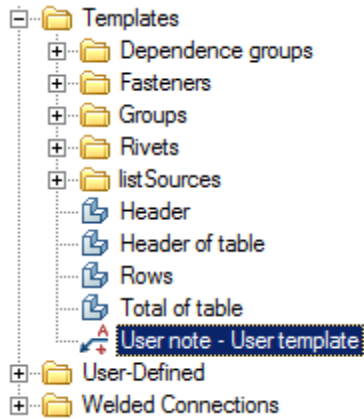 Templates
Dependence groups
Fasteners
Groups
Rivets
listSources
Header
Header of table
Rows
Total of table
User note - User template
User-Defined
Welded Connections